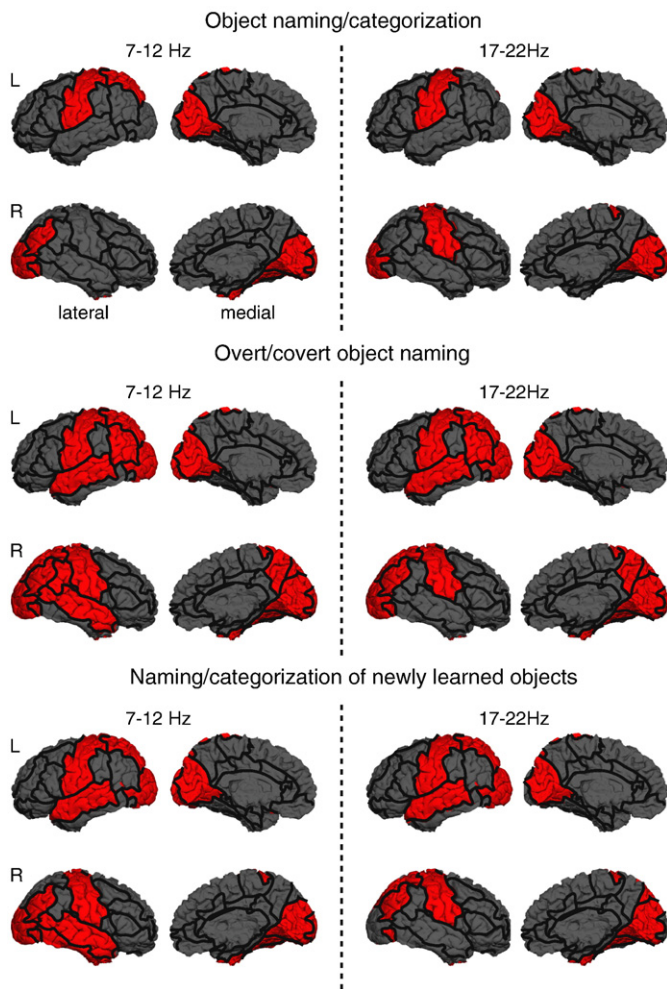 Object naming/categorization
7-12 Hz
17-22Hz
L
R
lateral
medial
Overt/covert object naming
7-12 Hz
17-22Hz
L
R
Naming/categorization of newly learned objects
7-12 Hz
17-22Hz
L
R